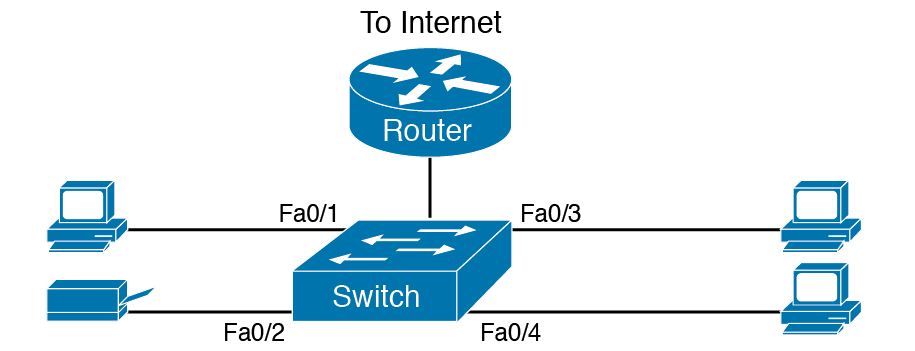 To Internet
Router
Fa0/1
Fa0/3
Switch
Fa0/2
Fa0/4